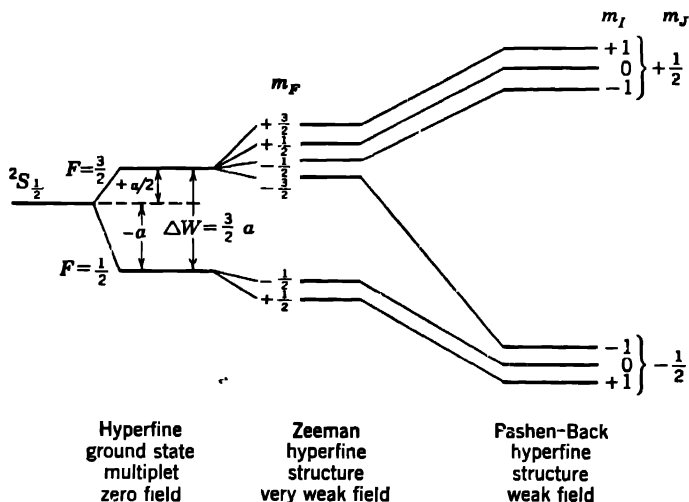 m_I m_J
+1
0 } + 1/2
-1
m_F
+ 3/2
+ 1/2
- 1/2
- 3/2
²S½
F = 3/2
+ a/2
-a
△W = 3/2 a
F = 1/2
- 1/2
+ 1/2
-1
0 } - 1/2
+1
Hyperfine
ground state
multiplet
zero field
Zeeman
hyperfine
structure
very weak field
Pashen-Back
hyperfine
structure
weak field